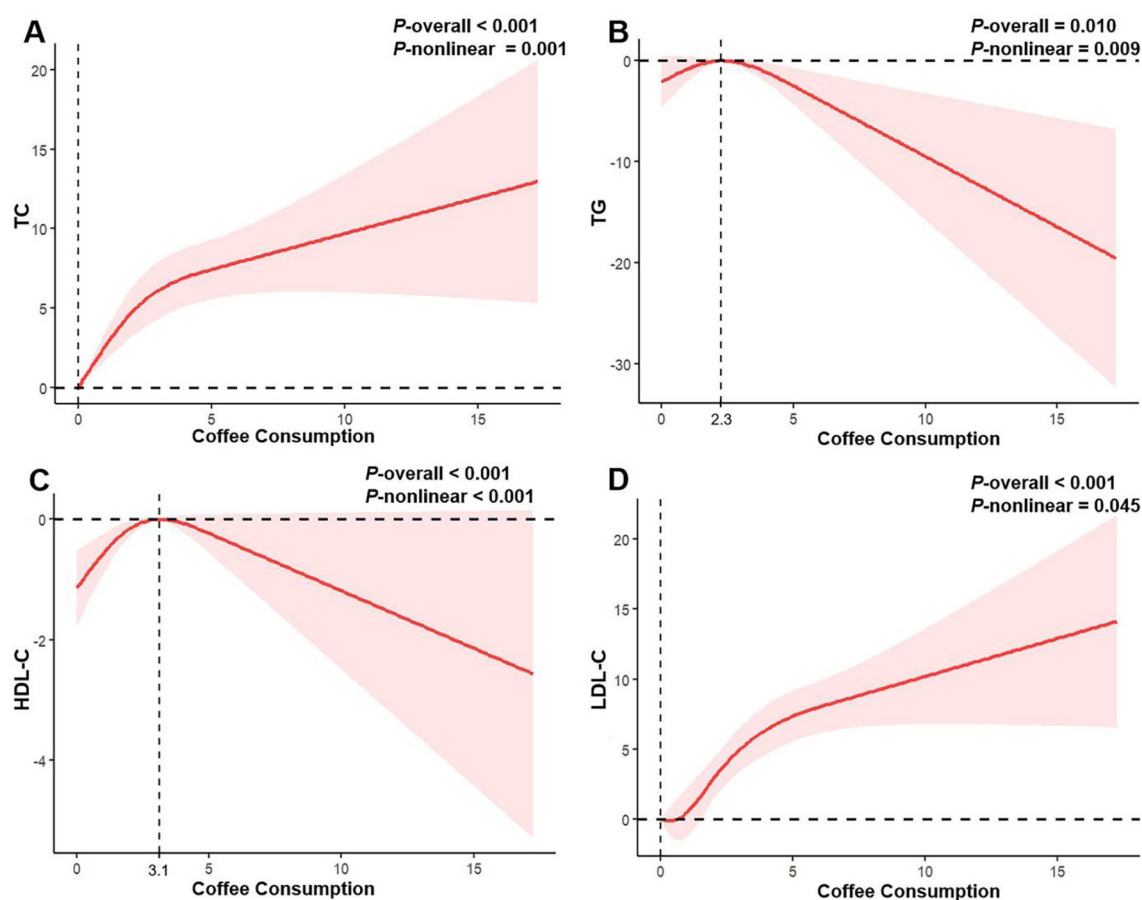 A
P-overall < 0.001
P-nonlinear = 0.001
20
15
10
5
0
TC
0
5
10
15
Coffee Consumption
B
P-overall = 0.010
P-nonlinear = 0.009
0
-10
-20
-30
TG
0
2.3
5
10
15
Coffee Consumption
C
P-overall < 0.001
P-nonlinear < 0.001
0
-2
-4
HDL-C
0
3.1
5
10
15
Coffee Consumption
D
P-overall < 0.001
P-nonlinear = 0.045
20
15
10
5
0
LDL-C
0
5
10
15
Coffee Consumption